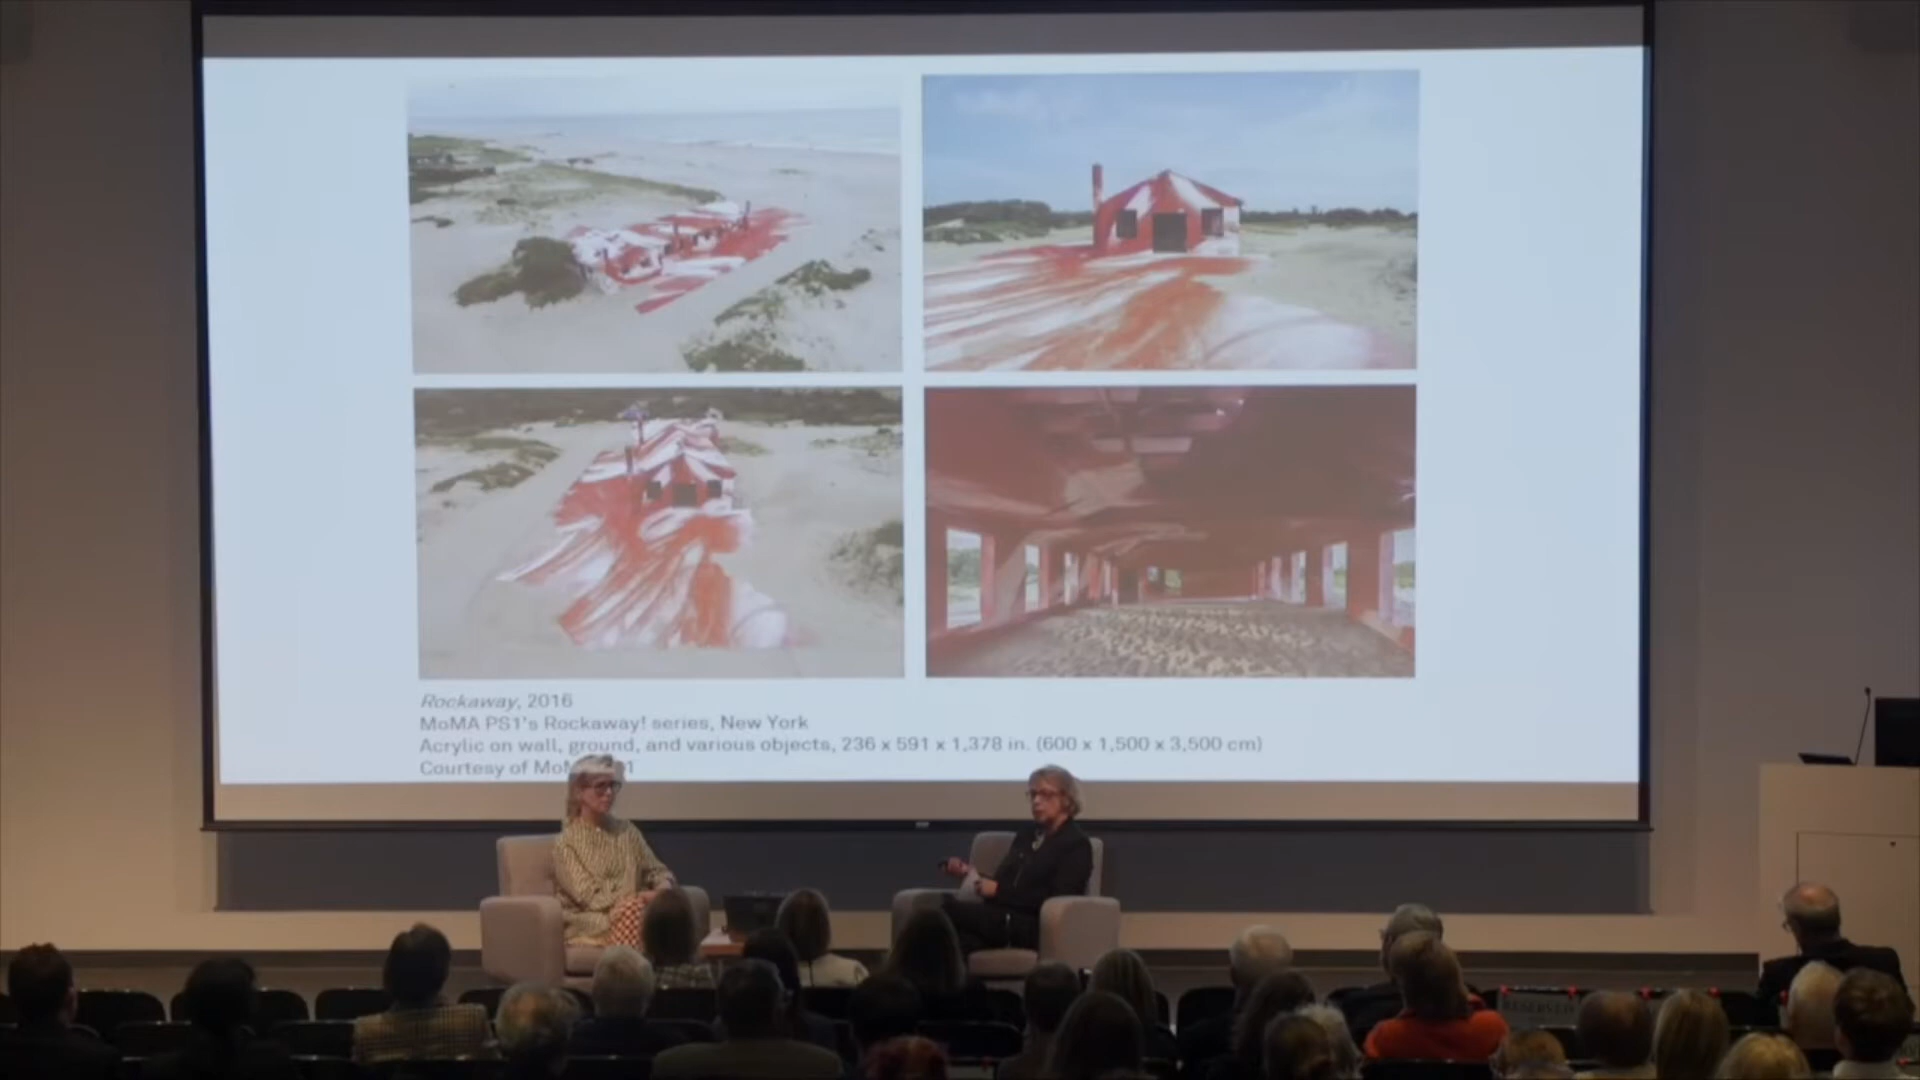 Rockaway, 2016
MoMA PS1's Rockaway! series, New York
Acrylic on wall, ground, and various objects, 236 x 591 x 1,378 in. (600 x 1,500 x 3,500 cm)
Courtesy of
RESERVED